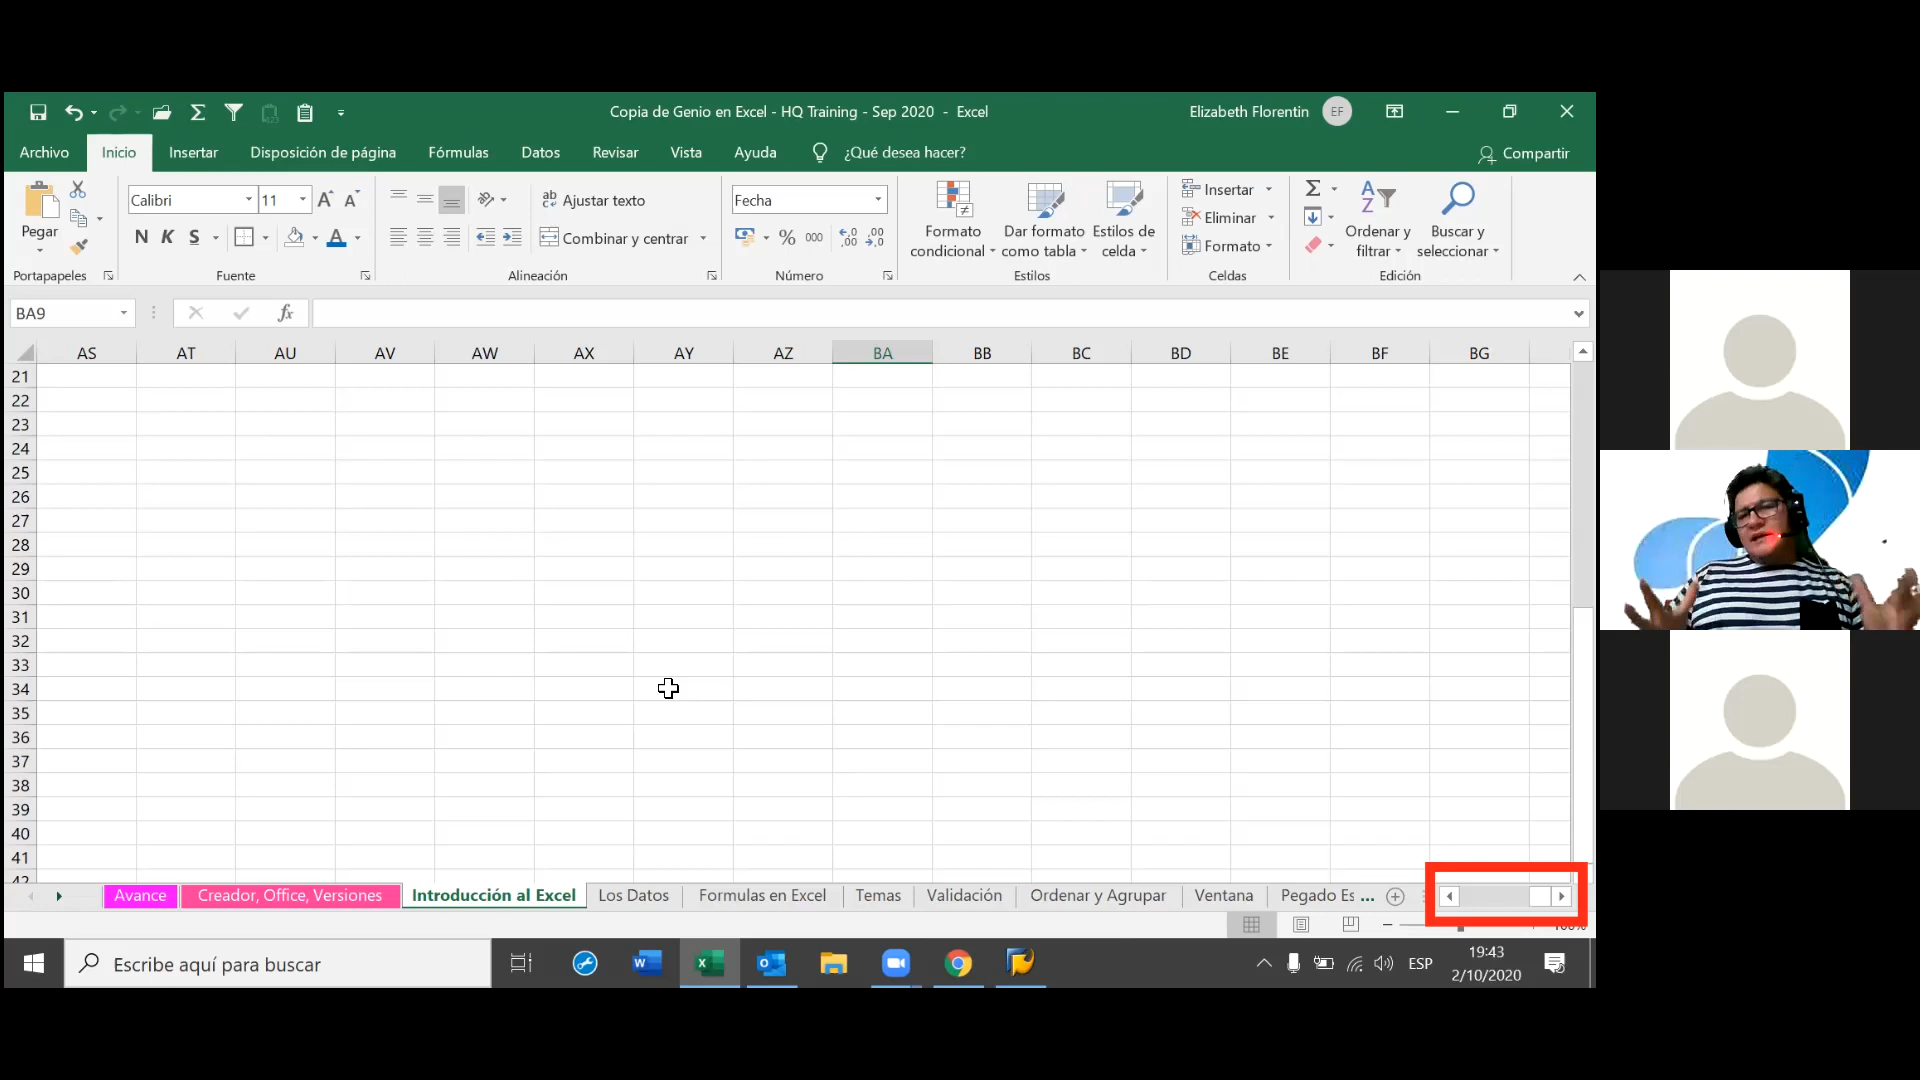 Copia de Genio en Excel - HQ Training - Sep 2020 - Excel
Elizabeth Florentin EF
Archivo Inicio Insertar Disposición de página Fórmulas Datos Revisar Vista Ayuda ¿Qué desea hacer? Compartir
Pegar
Portapapeles
Calibri 11
N K S
Fuente
Ajustar texto
Combinar y centrar
Alineación
Fecha
% 000
Número
Formato condicional
Dar formato como tabla
Estilos de celda
Estilos
Insertar
Eliminar
Formato
Celdas
Ordenar y filtrar
Buscar y seleccionar
Edición
BA9 fx
AS AT AU AV AW AX AY AZ BA BB BC BD BE BF BG
21
22
23
24
25
26
27
28
29
30
31
32
33
34
35
36
37
38
39
40
41
42
Avance Creador, Office, Versiones Introducción al Excel Los Datos Formulas en Excel Temas Validación Ordenar y Agrupar Ventana Pegado Es ...
100%
Escribe aquí para buscar
ESP
19:43
2/10/2020